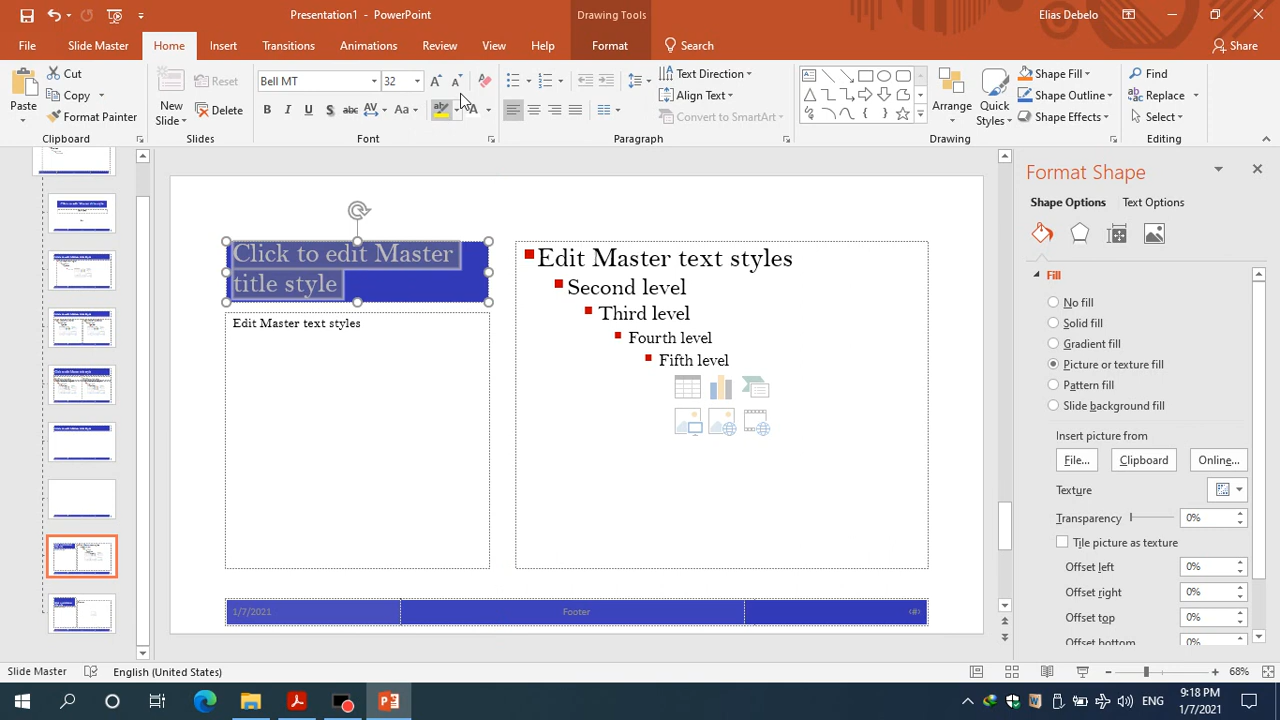 Presentation1 - PowerPoint
Drawing Tools
Elias Debelo
File
Slide Master
Home
Insert
Transitions
Animations
Review
View
Help
Format
Search
Share
Paste
Cut
Copy
Format Painter
Clipboard
New Slide
Reset
Delete
Slides
Bell MT
32
Font
Text Direction
Align Text
Convert to SmartArt
Paragraph
Arrange
Quick Styles
Shape Fill
Shape Outline
Shape Effects
Drawing
Find
Replace
Select
Editing
Click to edit Master
title style
Edit Master text styles
Edit Master text styles
Second level
Third level
Fourth level
Fifth level
1/7/2021
Footer
‹#›
Format Shape
Shape Options
Text Options
Fill
No fill
Solid fill
Gradient fill
Picture or texture fill
Pattern fill
Slide background fill
Insert picture from
File...
Clipboard
Online...
Texture
Transparency
0%
Tile picture as texture
Offset left
0%
Offset right
0%
Offset top
0%
Offset bottom
0%
Slide Master
English (United States)
68%
ENG
9:18 PM
1/7/2021